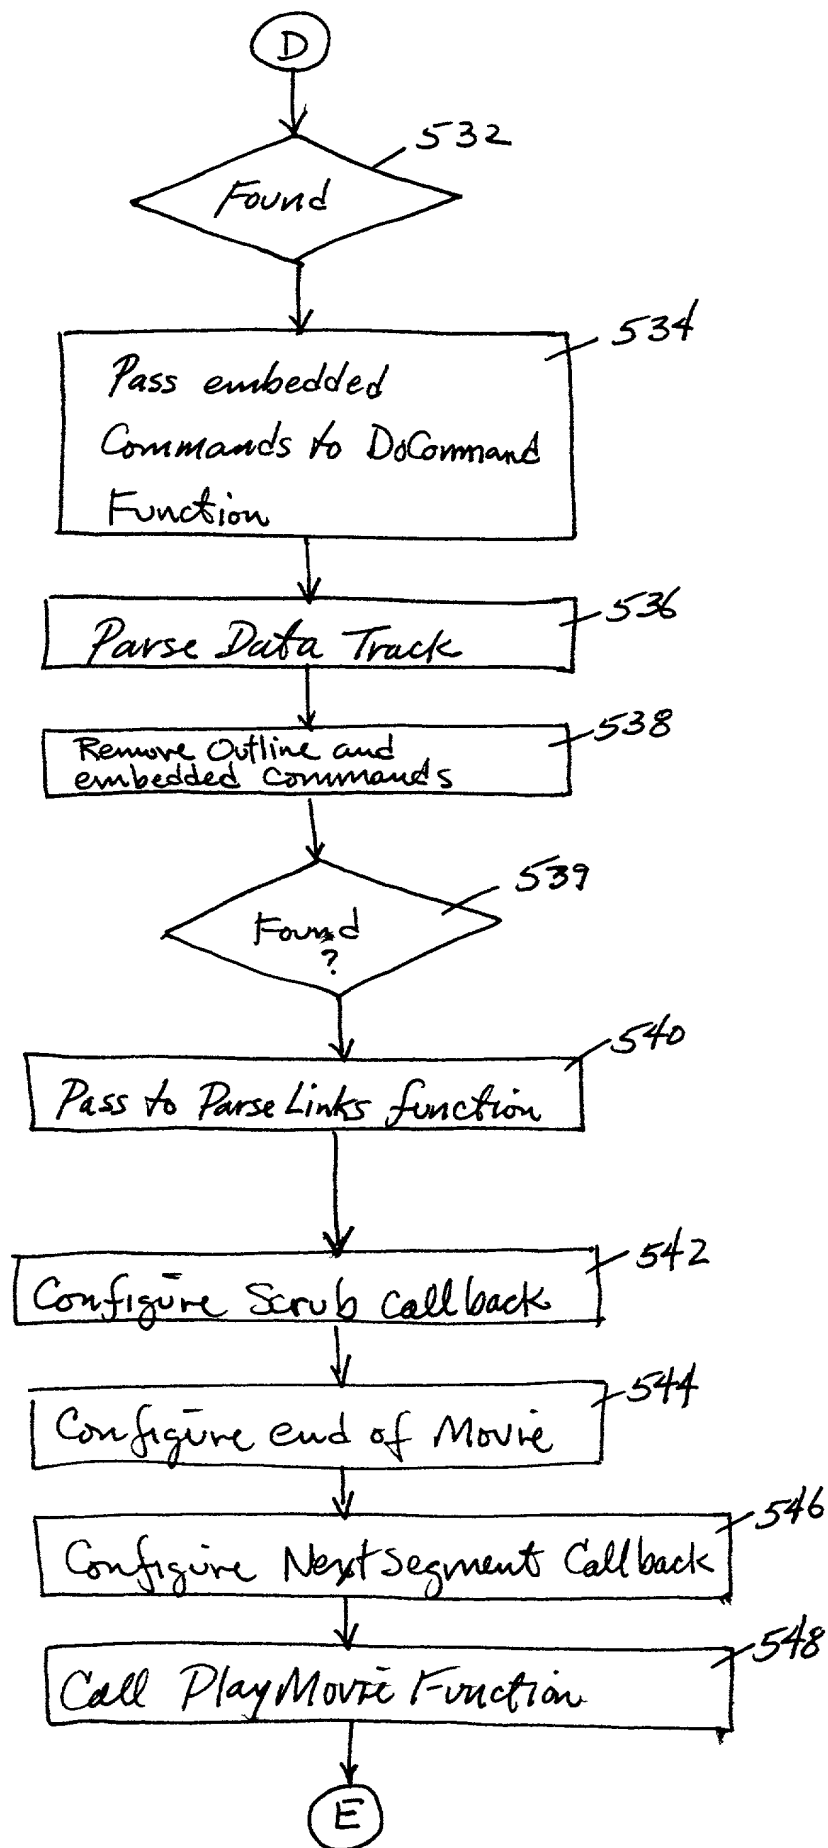 D
532
Found
534
Pass embedded
Commands to DoCommand
Function
536
Parse Data Track
538
Remove Outline and
embedded Commands
539
Found
?
540
Pass to ParseLinks function
542
Configure Scrub Callback
544
Configure end of Movie
546
Configure NextSegment Callback
548
Call PlayMovie Function
E